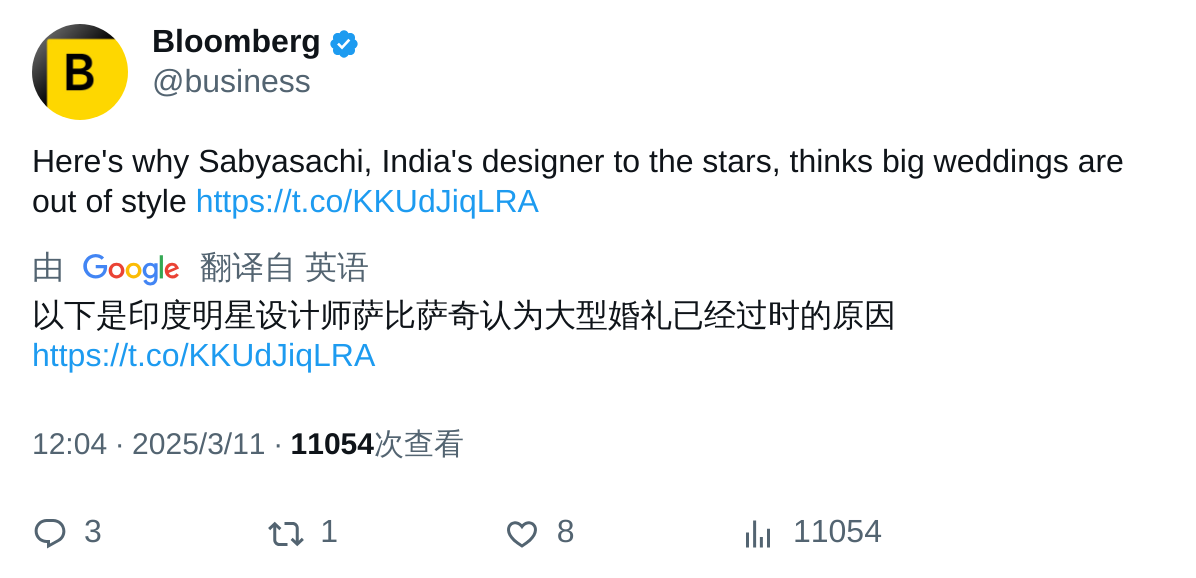 B
Bloomberg
@business
Here's why Sabyasachi, India's designer to the stars, thinks big weddings are
out of style https://t.co/KKUdJiqLRA
由 Google 翻译自 英语
以下是印度明星设计师萨比萨奇认为大型婚礼已经过时的原因
https://t.co/KKUdJiqLRA
12:04 · 2025/3/11 · 11054次查看
3 1 8 11054